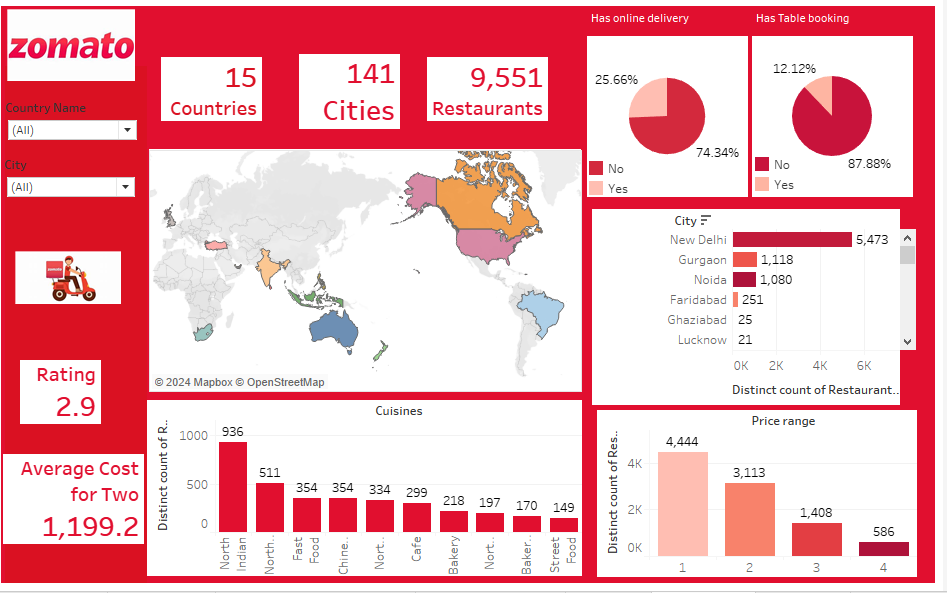 zomato
Country Name
(All)
City
(All)
15
Countries
141
Cities
9,551
Restaurants
Has online delivery
25.66%
74.34%
No
Yes
Has Table booking
12.12%
87.88%
No
Yes
© 2024 Mapbox © OpenStreetMap
City
New Delhi 5,473
Gurgaon 1,118
Noida 1,080
Faridabad 251
Ghaziabad 25
Lucknow 21
0K 2K 4K 6K
Distinct count of Restaurant..
Rating
2.9
Average Cost
for Two
1,199.2
Cuisines
Distinct count of R..
1000
500
0
936 511 354 354 334 299 218 197 170 149
North
Indian
North..
Fast
Food
Chine..
Nort..
Cafe
Bakery
Nort..
Baker..
Street
Food
Price range
Distinct count of Res..
4K
2K
0K
4,444 3,113 1,408 586
1 2 3 4